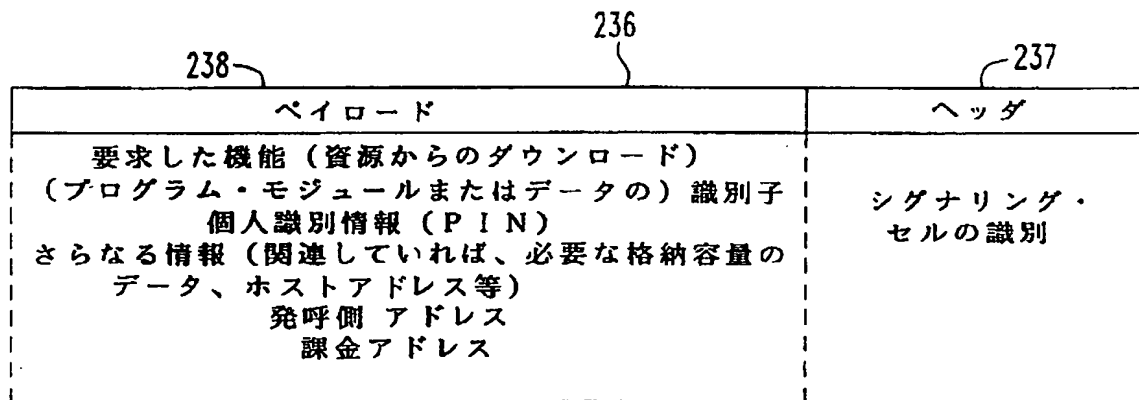 236
238
237
ペイロード
ヘッダ
要求した機能（資源からのダウンロード）
（プログラム・モジュールまたはデータの）識別子
個人識別情報（PIN）
さらなる情報（関連していれば、必要な格納容量の
データ、ホストアドレス等）
発呼側 アドレス
課金アドレス
シグナリング・
セルの識別